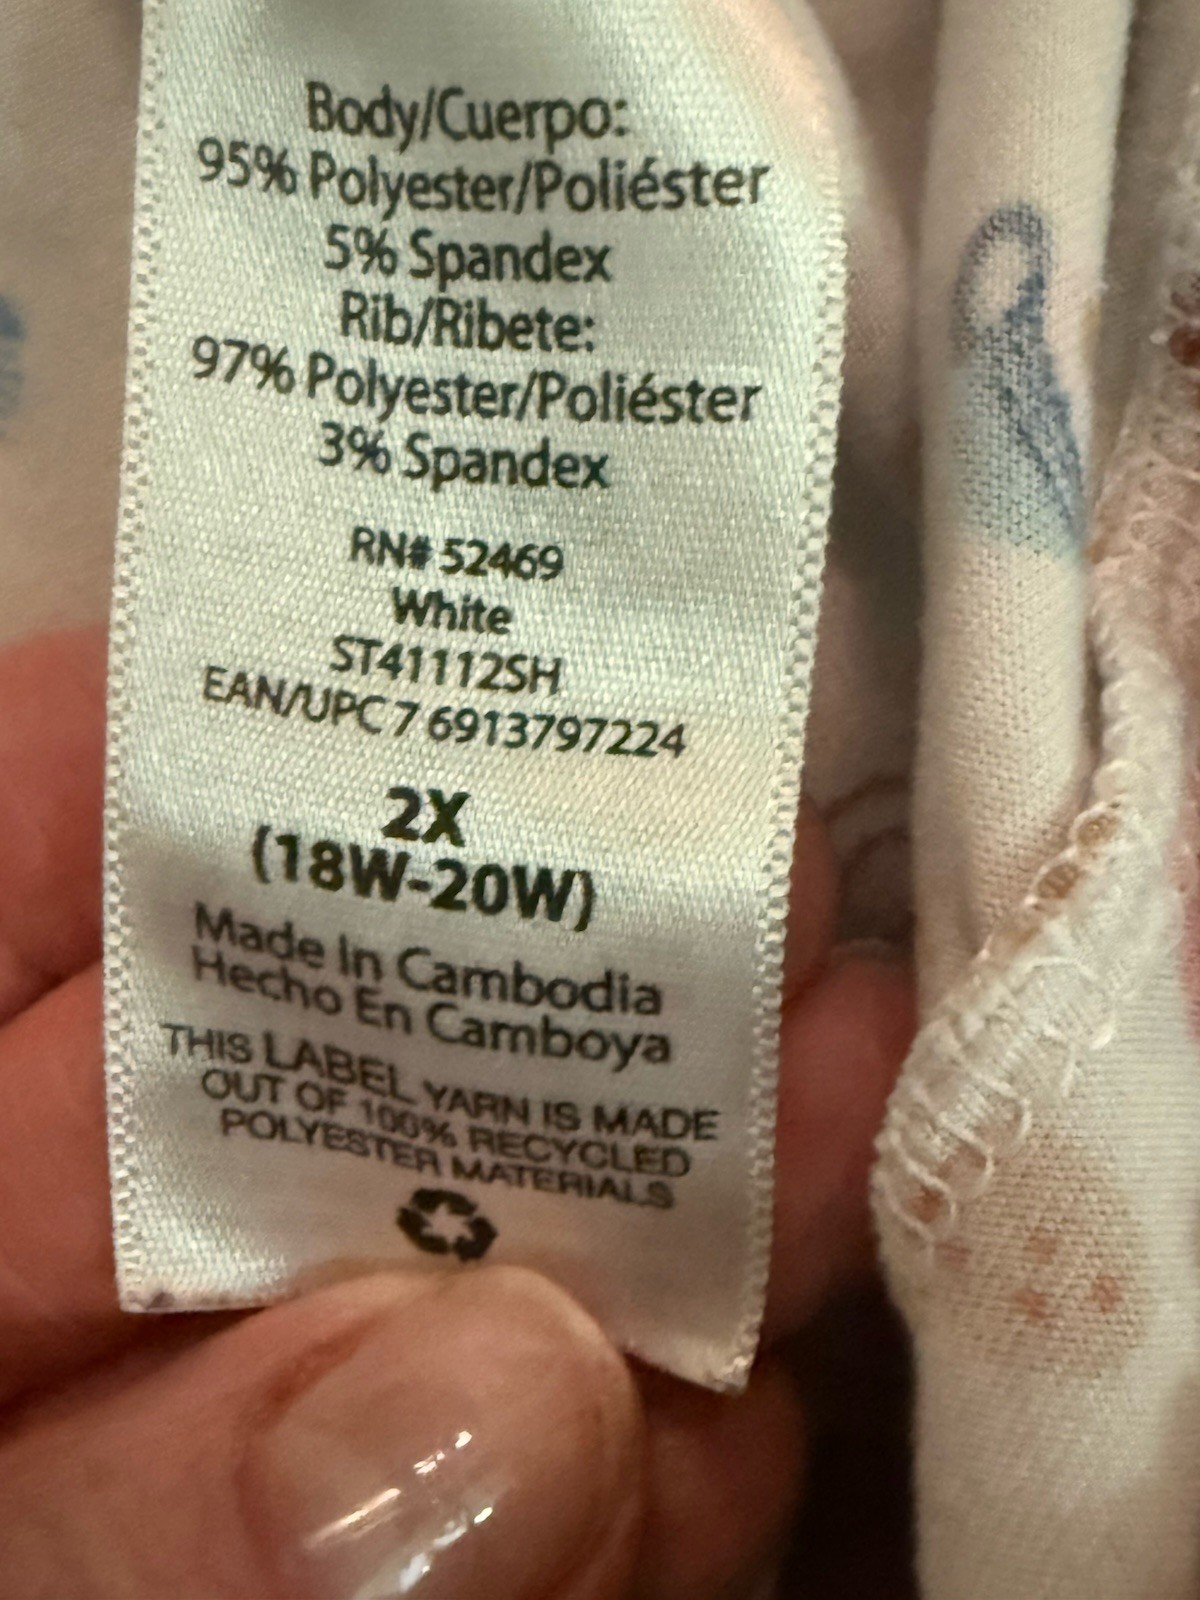 Body/Cuerpo:
95% Polyester/Poliéster
5% Spandex
Rib/Ribete:
97% Polyester/Poliéster
3% Spandex
RN# 52469
White
ST41112SH
EAN/UPC 7 6913797224
2X
(18W-20W)
Made In Cambodia
Hecho En Camboya
THIS LABEL YARN IS MADE
OUT OF 100% RECYCLED
POLYESTER MATERIALS